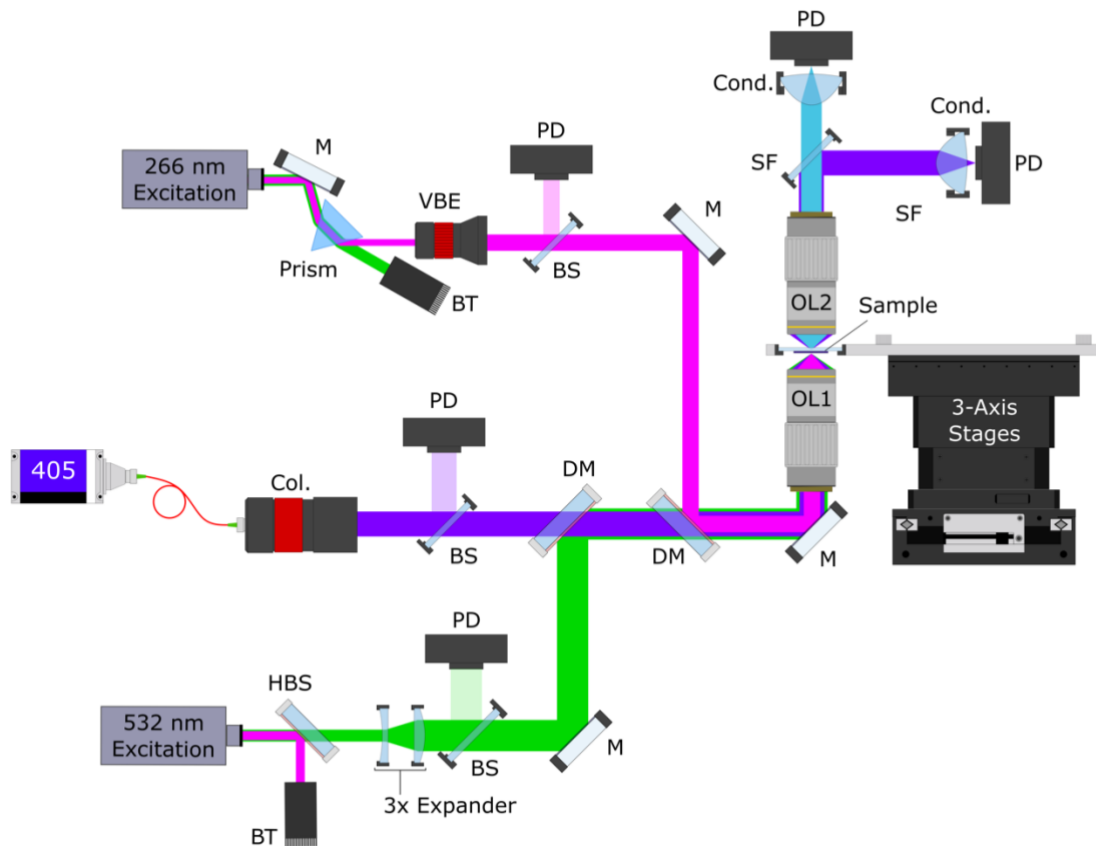 PD
Cond.
Cond.
M
PD
SF
PD
266 nm
Excitation
VBE
M
SF
Prism
BS
BT
OL2
Sample
PD
OL1
3-Axis
Stages
405
Col.
DM
BS
DM
M
PD
HBS
532 nm
Excitation
M
BS
3x Expander
BT